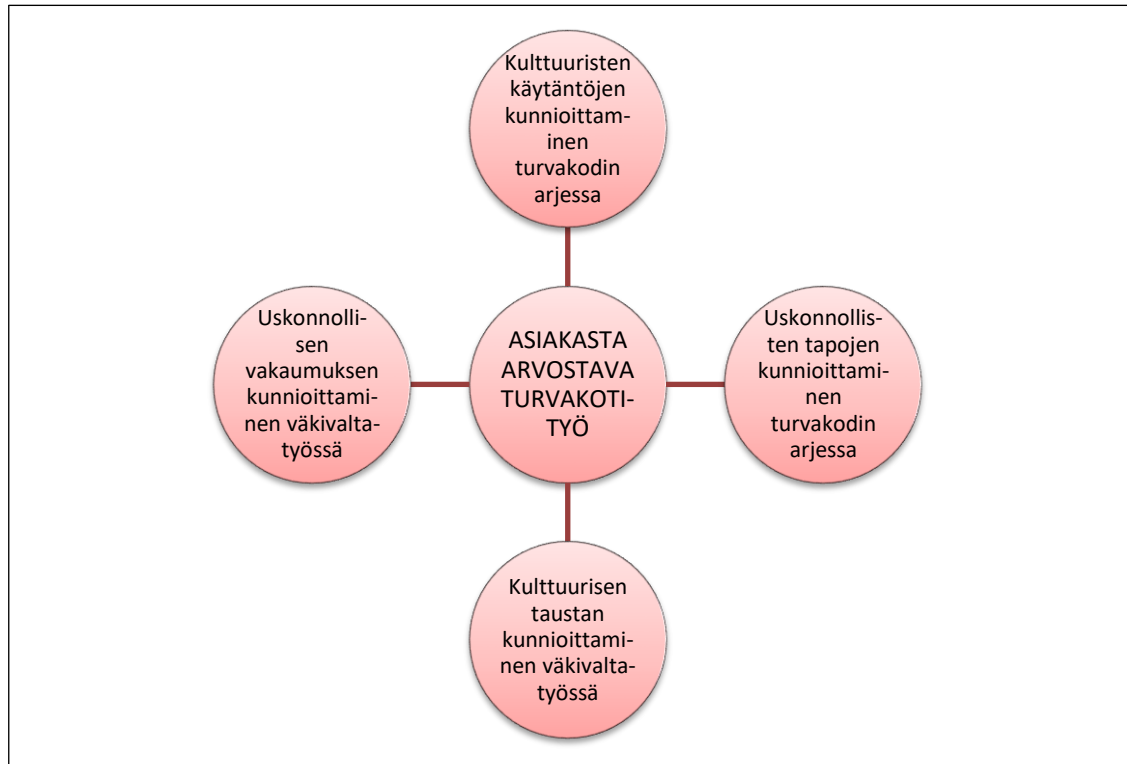 Kulttuuristen
käytäntöjen
kunnioittam-
inen
turvakodin
arjessa
Uskonnolli-
sen
vakaumuksen
kunnioittami-
nen väkivalta-
työssä
ASIAKASTA
ARVOSTAVA
TURVAKOTI-
TYÖ
Uskonnollis-
ten tapojen
kunnioittami-
nen
turvakodin
arjessa
Kulttuurisen
taustan
kunnioittami-
nen väkivalta-
työssä